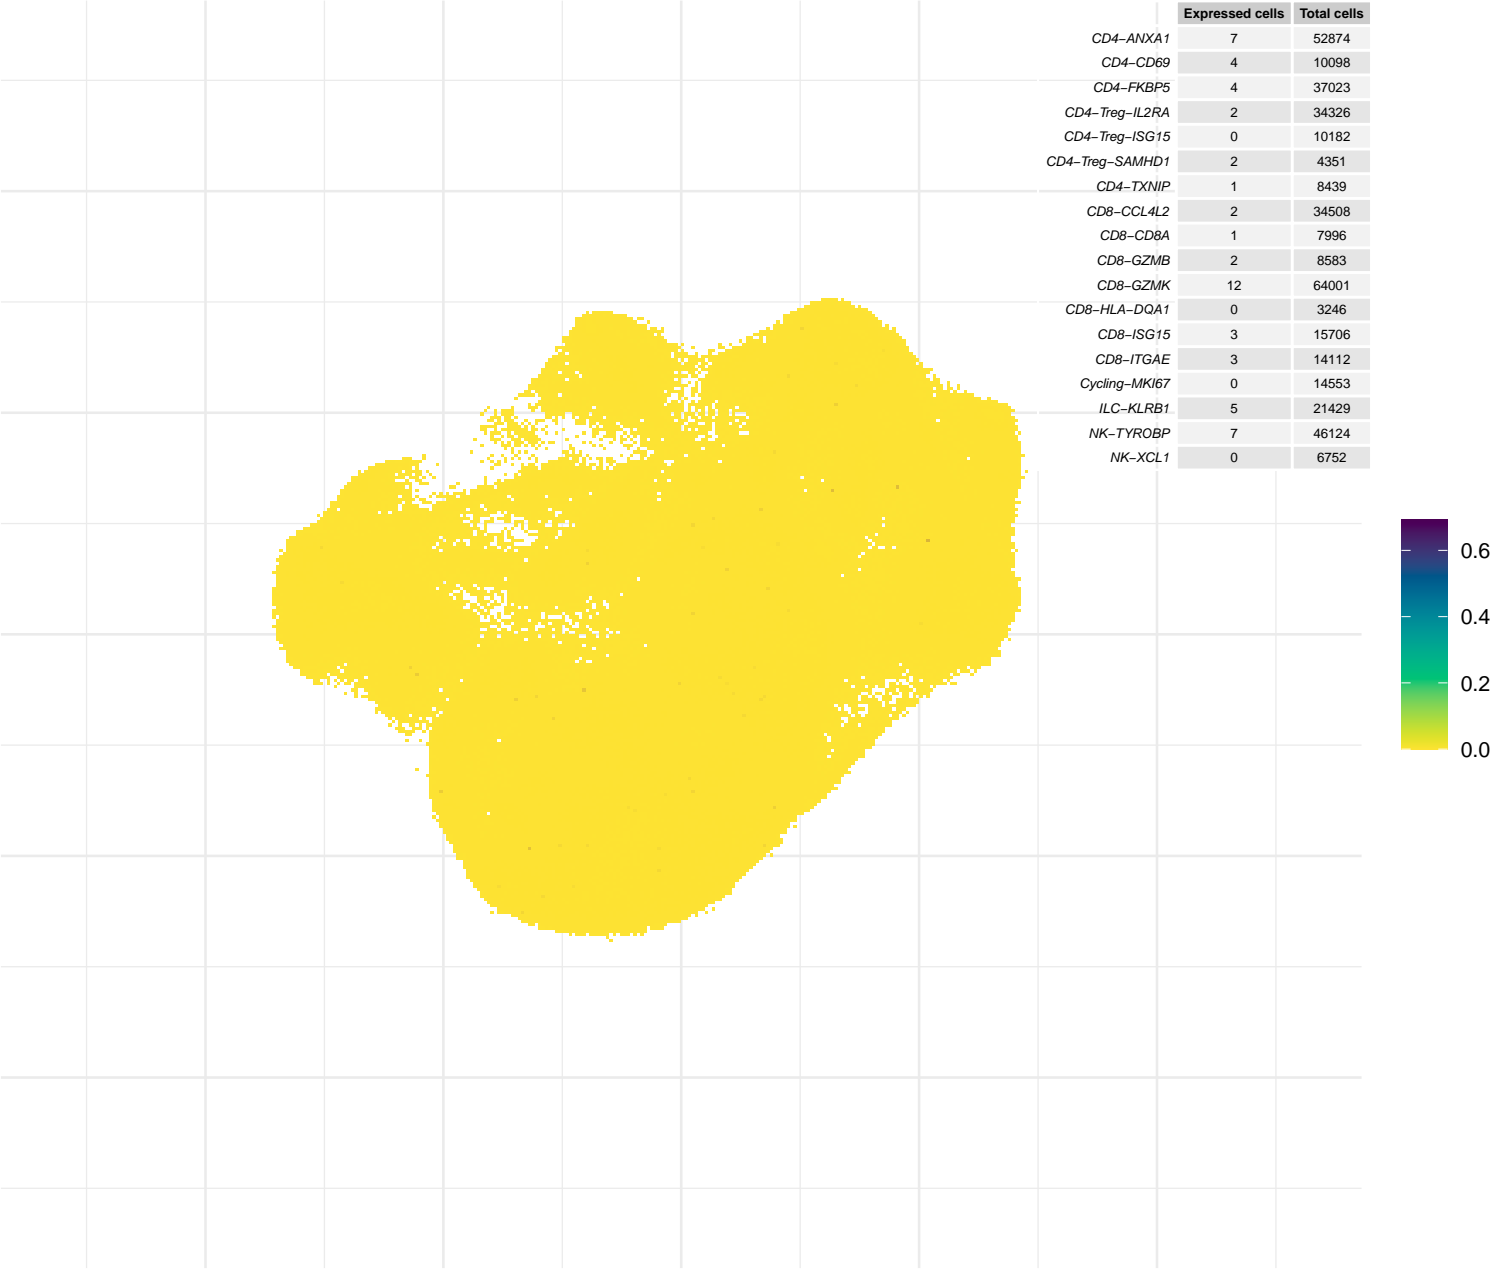 Expressed cells Total cells
CD4−ANXA1 7 52874
CD4−CD69 4 10098
CD4−FKBP5 4 37023
CD4−Treg−IL2RA 2 34326
CD4−Treg−ISG15 0 10182
CD4−Treg−SAMHD1 2 4351
CD4−TXNIP 1 8439
CD8−CCL4L2 2 34508
CD8−CD8A 1 7996
CD8−GZMB 2 8583
CD8−GZMK 12 64001
CD8−HLA−DQA1 0 3246
CD8−ISG15 3 15706
CD8−ITGAE 3 14112
Cycling−MKI67 0 14553
ILC−KLRB1 5 21429
NK−TYROBP 7 46124
NK−XCL1 0 6752
0.6
0.4
0.2
0.0